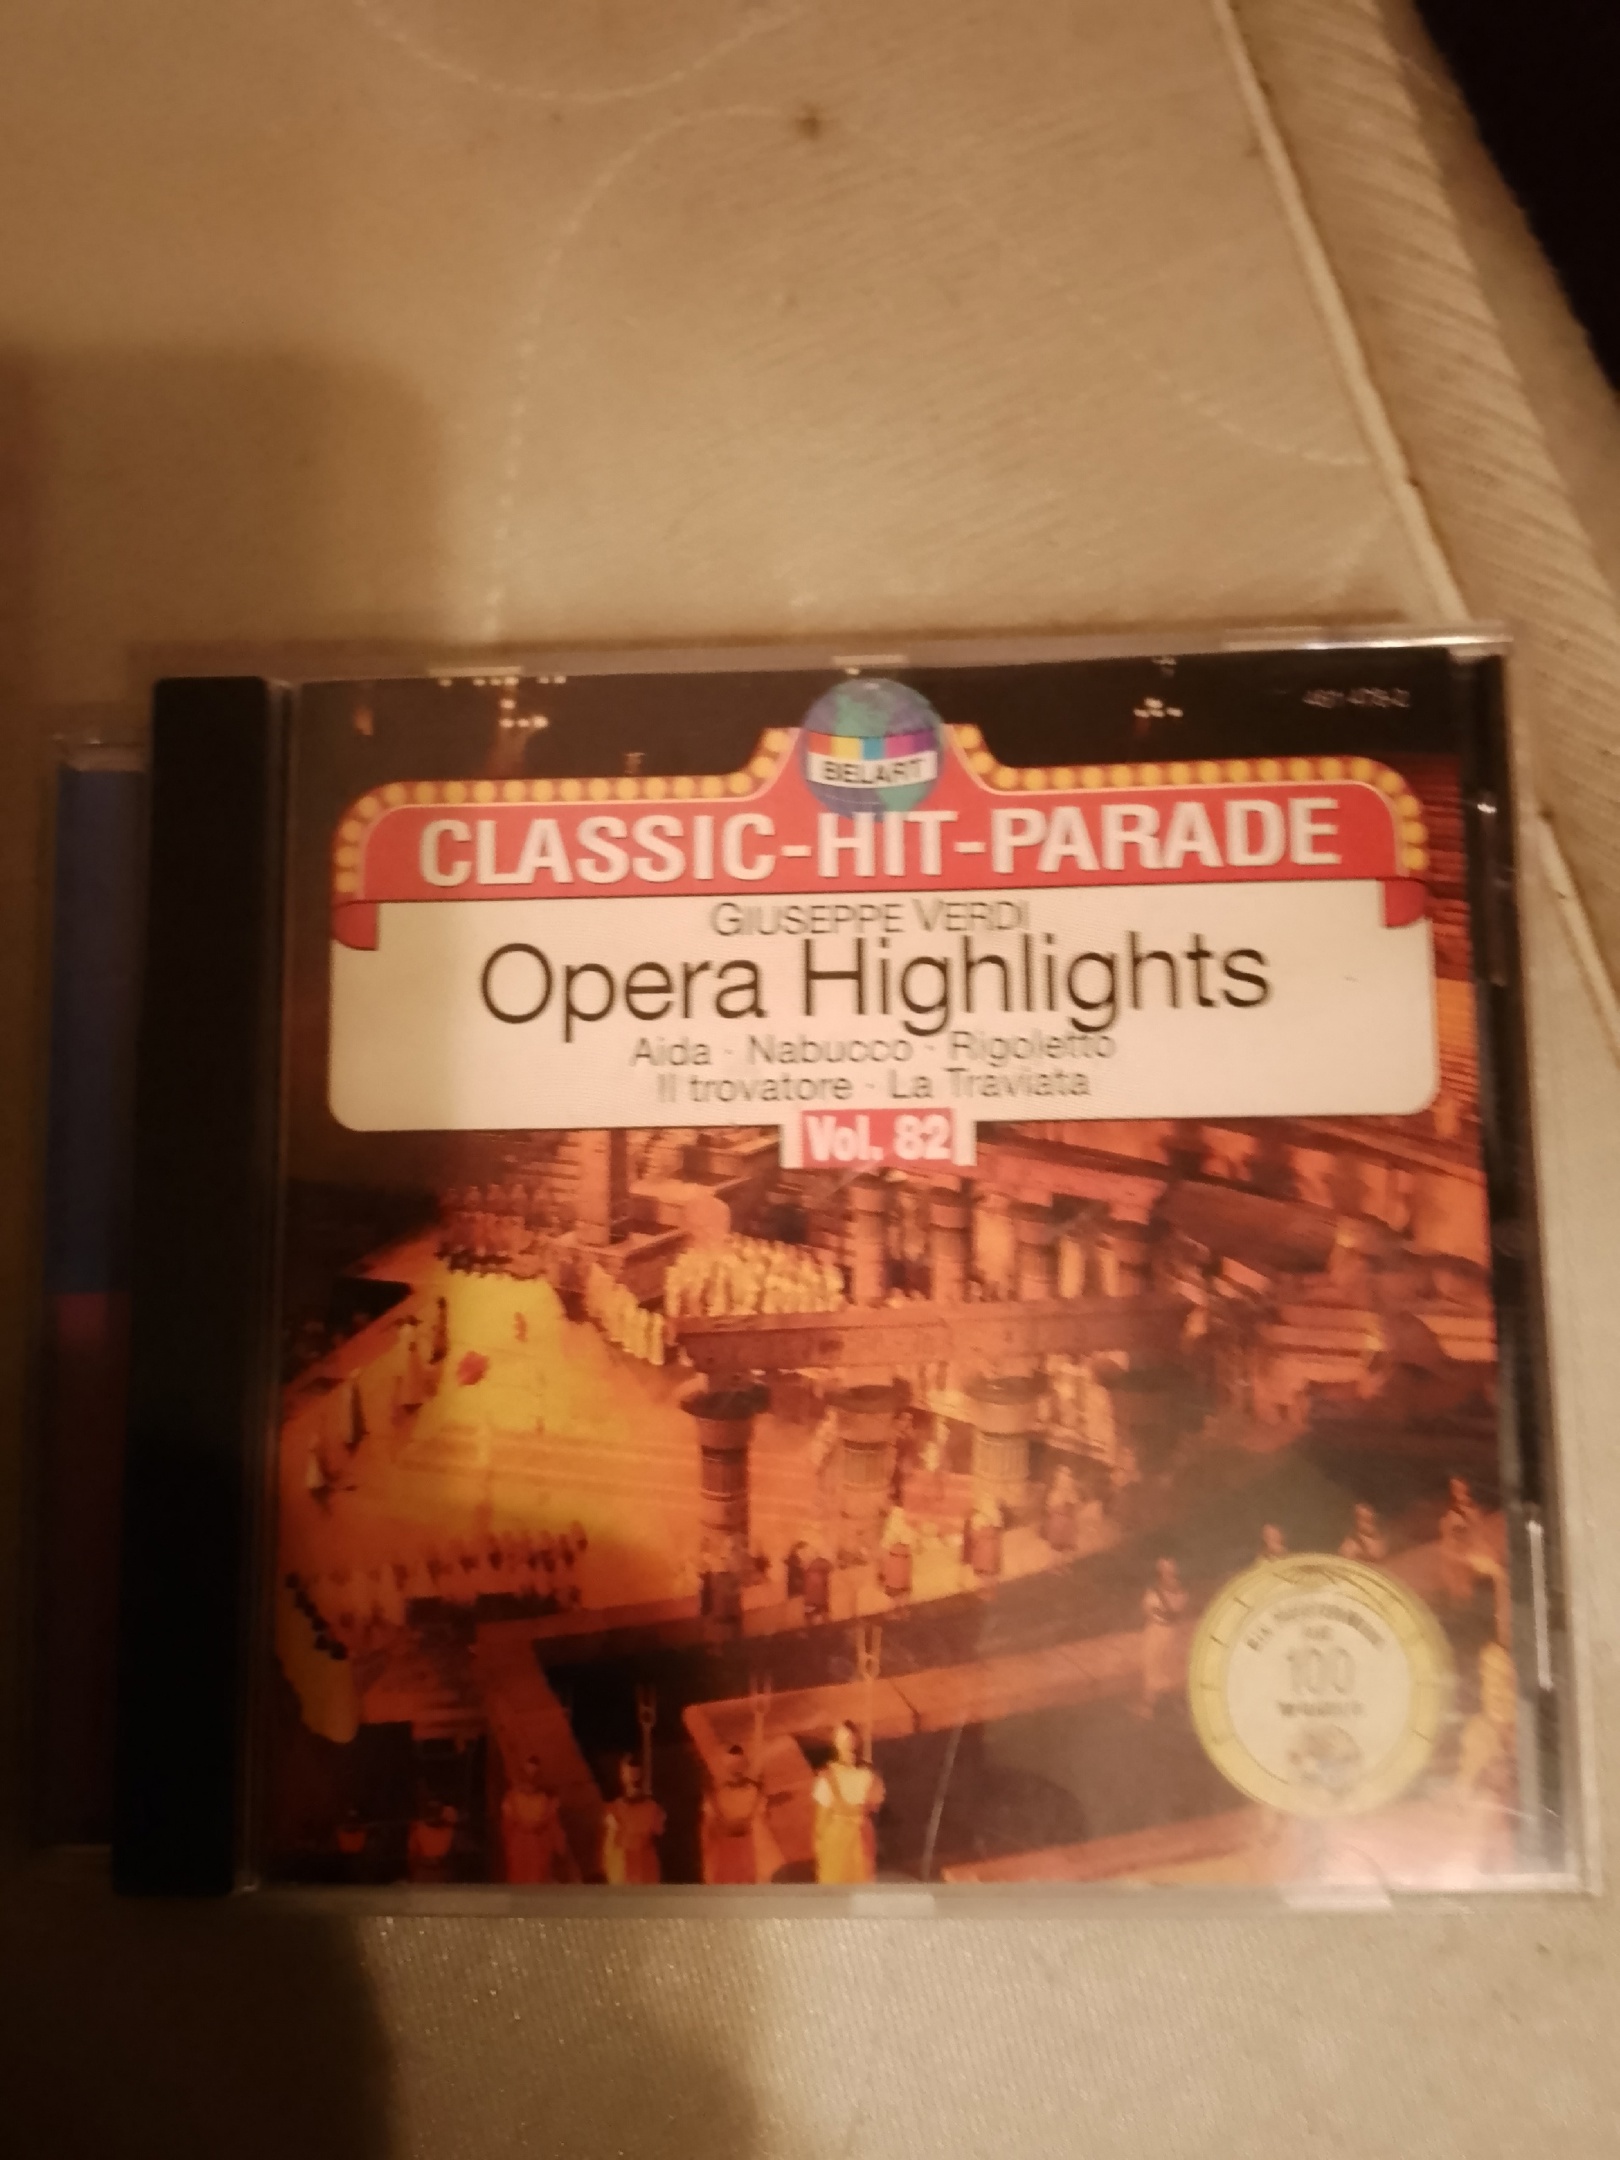 BELART
CLASSIC-HIT-PARADE
GIUSEPPE VERDI
Opera Highlights
Aida · Nabucco · Rigoletto
Il trovatore · La Traviata
Vol. 82
100